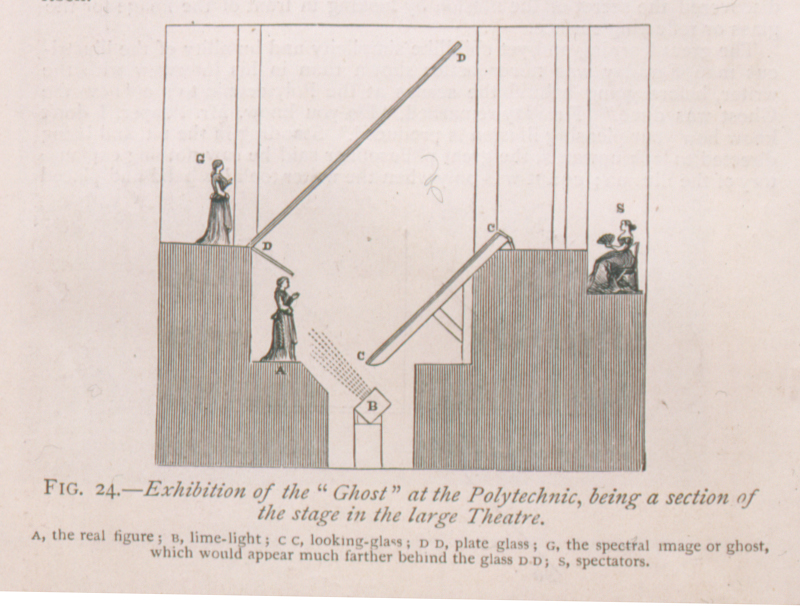 G
D
D
S
C
C
A
B
FIG. 24.—Exhibition of the "Ghost" at the Polytechnic, being a section of
the stage in the large Theatre.
A, the real figure; B, lime-light; C C, looking-glass; D D, plate glass; G, the spectral image or ghost,
which would appear much farther behind the glass D D; S, spectators.